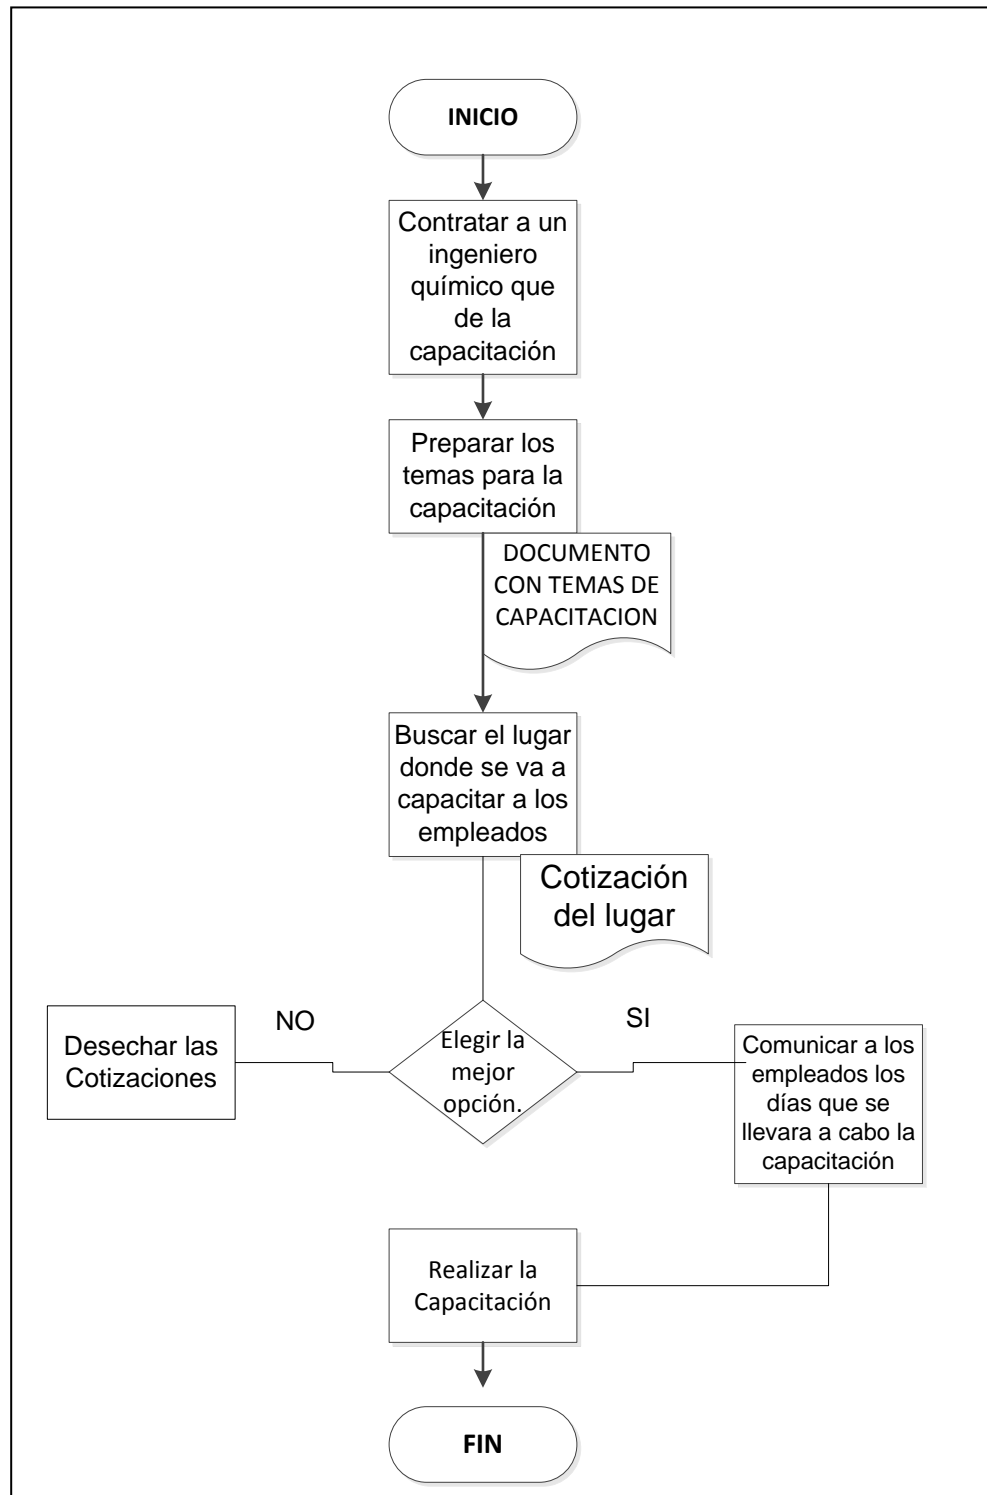 INICIO
Contratar a un
ingeniero
químico que
de la
capacitación
Preparar los
temas para la
capacitación
DOCUMENTO
CON TEMAS DE
CAPACITACION
Buscar el lugar
donde se va a
capacitar a los
empleados
Cotización
del lugar
NO
SI
Desechar las
Cotizaciones
Elegir la
mejor
opción.
Comunicar a los
empleados los
días que se
llevara a cabo la
capacitación
Realizar la
Capacitación
FIN